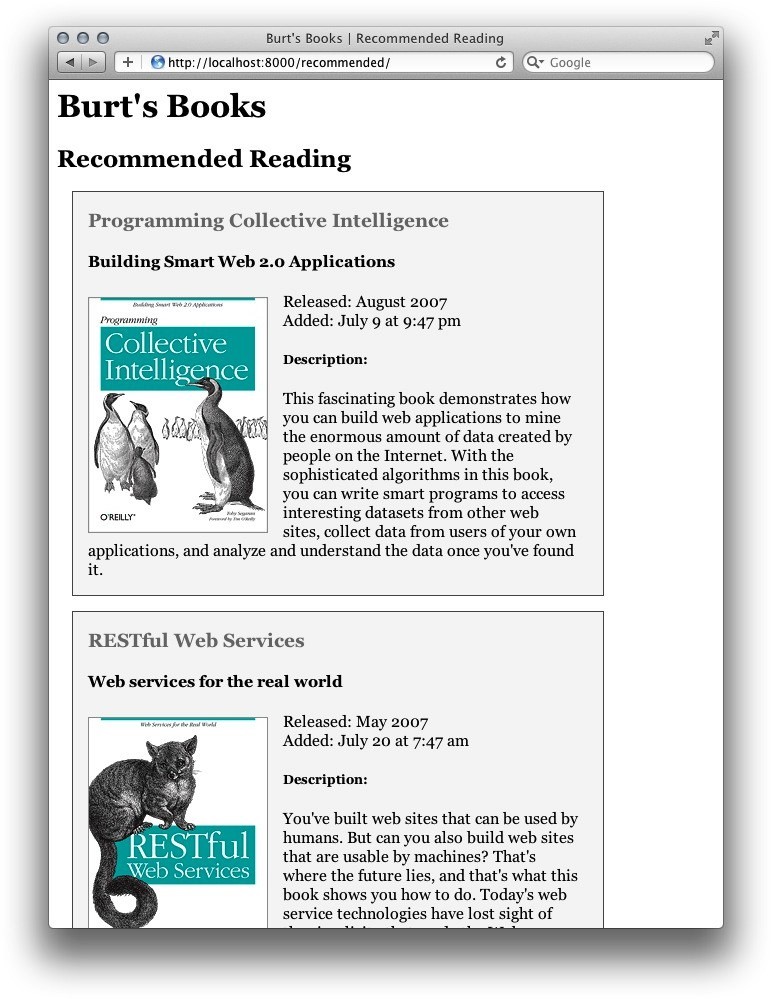 Burt's Books | Recommended Reading
http://localhost:8000/recommended/
Google
Burt's Books
Recommended Reading
Programming Collective Intelligence
Building Smart Web 2.0 Applications
Building Smart Web 2.0 Applications
Programming
Collective
Intelligence
O'REILLY®
Toby Segaran
Foreword by Tim O'Reilly
Released: August 2007
Added: July 9 at 9:47 pm
Description:
This fascinating book demonstrates how
you can build web applications to mine
the enormous amount of data created by
people on the Internet. With the
sophisticated algorithms in this book,
you can write smart programs to access
interesting datasets from other web
sites, collect data from users of your own
applications, and analyze and understand the data once you've found
it.
RESTful Web Services
Web services for the real world
Web Services for the Real World
RESTful
Web Services
Released: May 2007
Added: July 20 at 7:47 am
Description:
You've built web sites that can be used by
humans. But can you also build web sites
that are usable by machines? That's
where the future lies, and that's what this
book shows you how to do. Today's web
service technologies have lost sight of